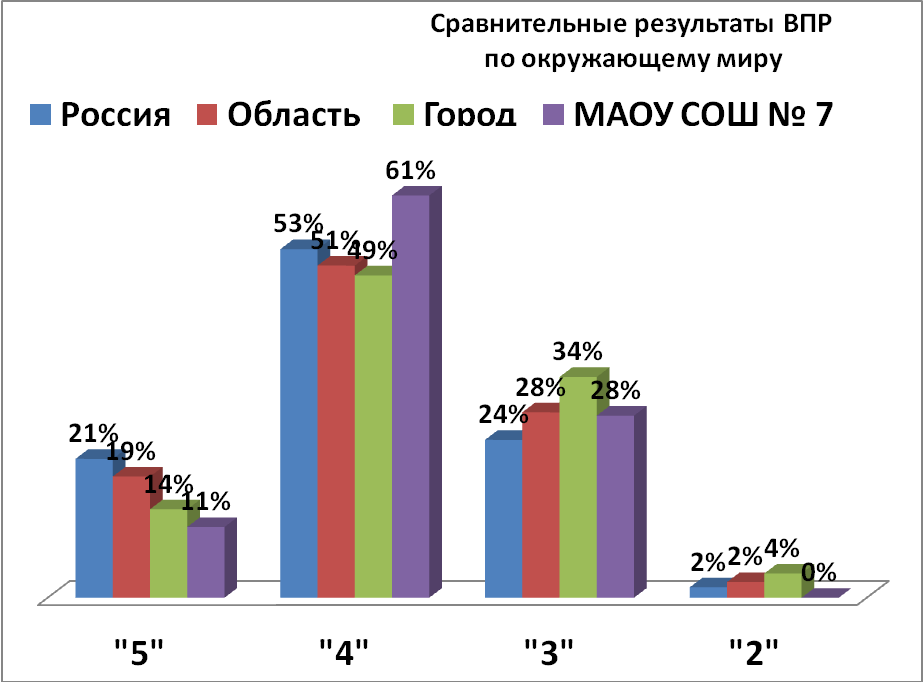 Сравнительные результаты ВПР
по окружающему миру
Россия Область Город МАОУ СОШ № 7
21% 19% 14% 11%
53% 51% 49% 61%
24% 28% 34% 28%
2% 2% 4% 0%
"5" "4" "3" "2"